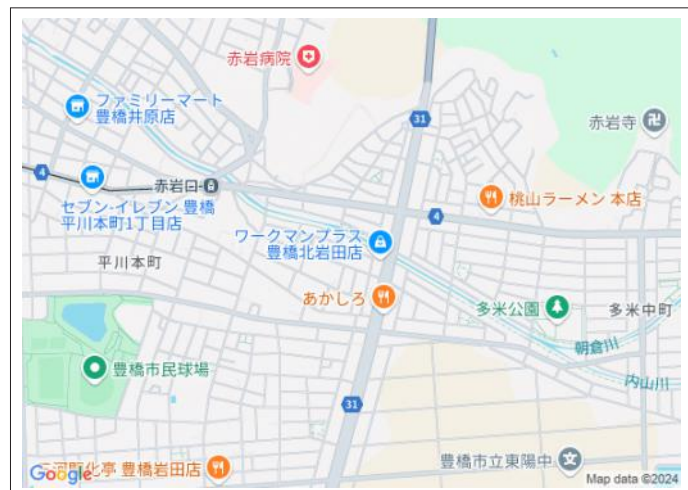 赤岩病院
ファミリーマート
豊橋井原店
31
赤岩寺
4
赤岩口
セブン-イレブン 豊橋
平川本町1丁目店
桃山ラーメン 本店
4
ワークマンプラス
豊橋北岩田店
平川本町
あかしろ
多米公園
多米中町
朝倉川
豊橋市民球場
内山川
31
豊橋岩田店
豊橋市立東陽中
Google
Map data ©2024